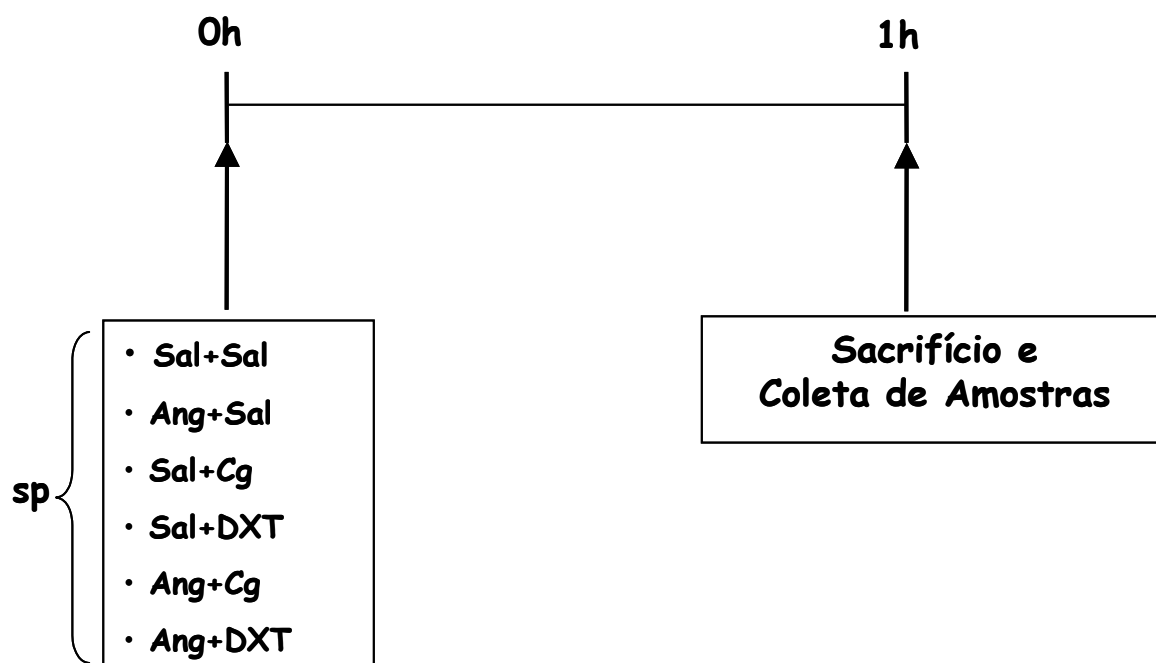 0h
1h
sp
• Sal+Sal
• Ang+Sal
• Sal+Cg
• Sal+DXT
• Ang+Cg
• Ang+DXT
Sacrifício e
Coleta de Amostras